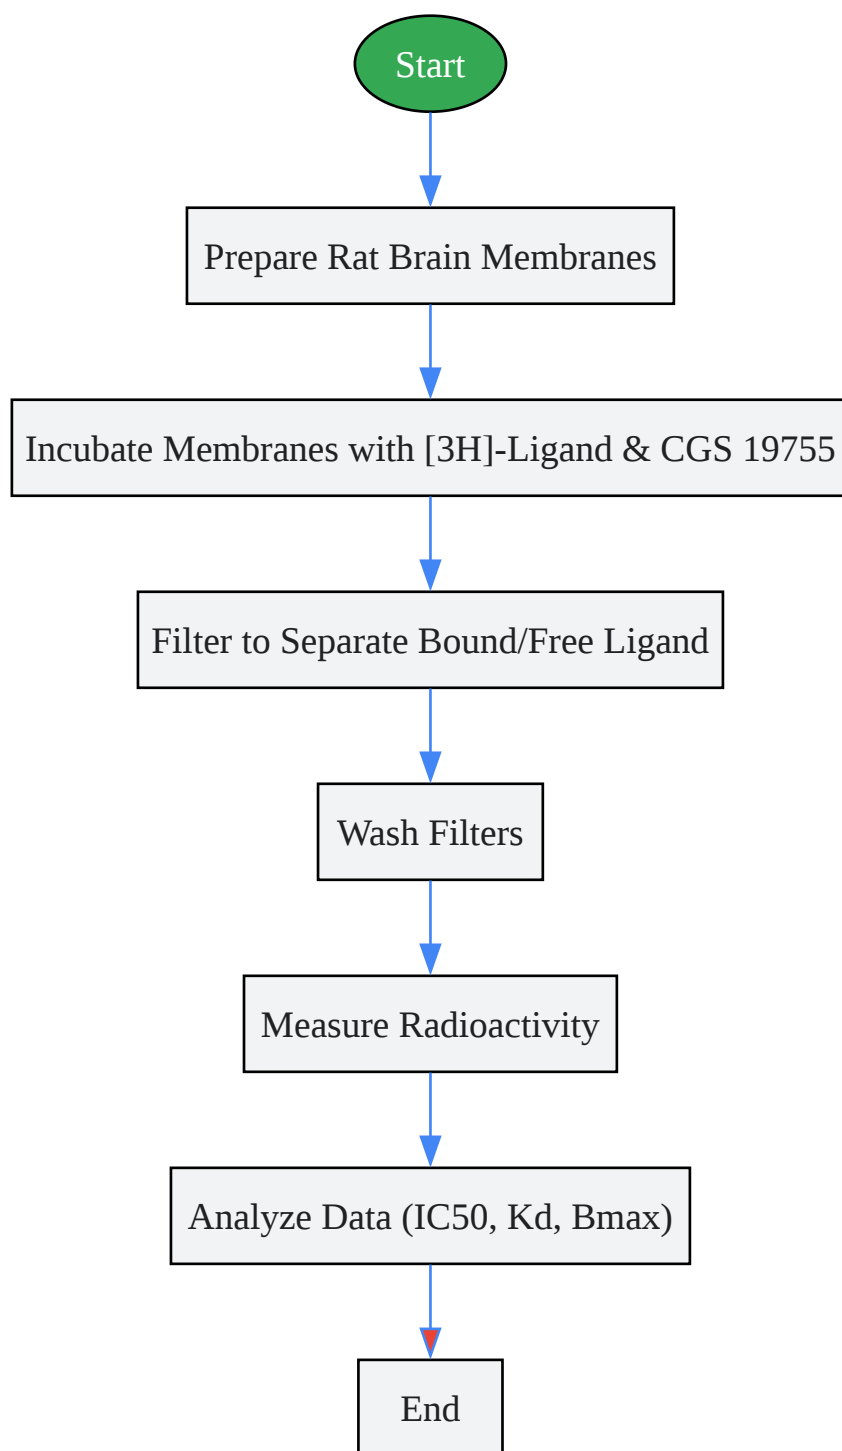 Start
Prepare Rat Brain Membranes
Incubate Membranes with [3H]-Ligand & CGS 19755
Filter to Separate Bound/Free Ligand
Wash Filters
Measure Radioactivity
Analyze Data (IC50, Kd, Bmax)
End